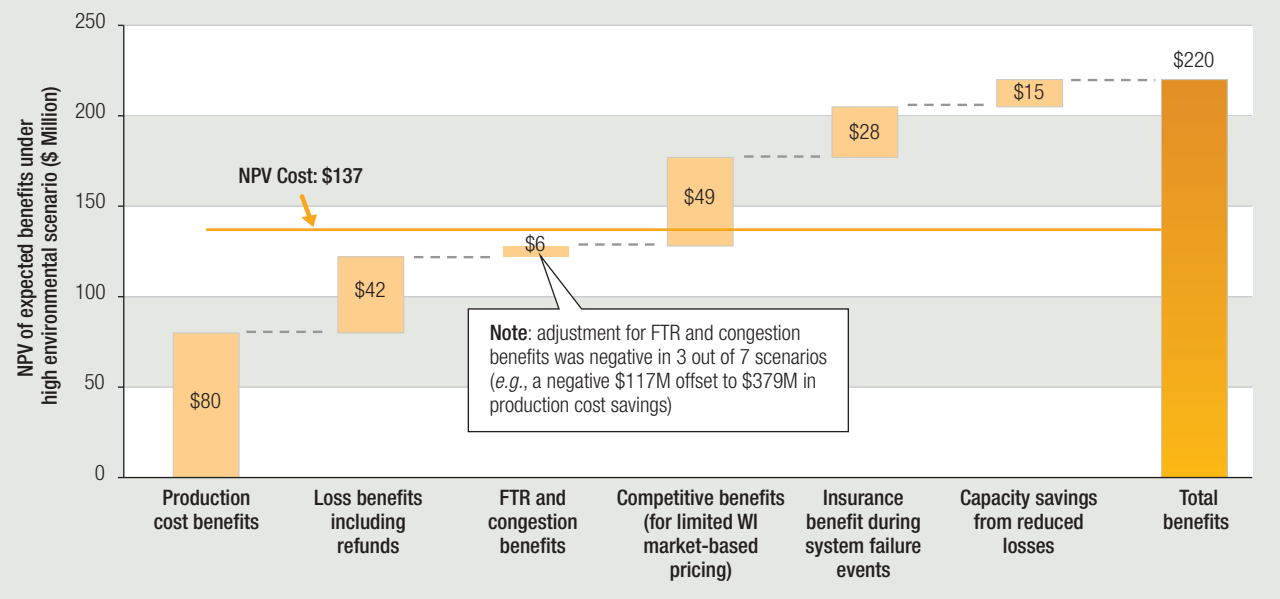 NPV of expected benefits under
high environmental scenario ($ Million)
250
200
150
100
50
0
NPV Cost: $137
$80
$42
$6
$49
$28
$15
$220
Note: adjustment for FTR and congestion
benefits was negative in 3 out of 7 scenarios
(e.g., a negative $117M offset to $379M in
production cost savings)
Production
cost benefits
Loss benefits
including
refunds
FTR and
congestion
benefits
Competitive benefits
(for limited WI
market-based
pricing)
Insurance
benefit during
system failure
events
Capacity savings
from reduced
losses
Total
benefits